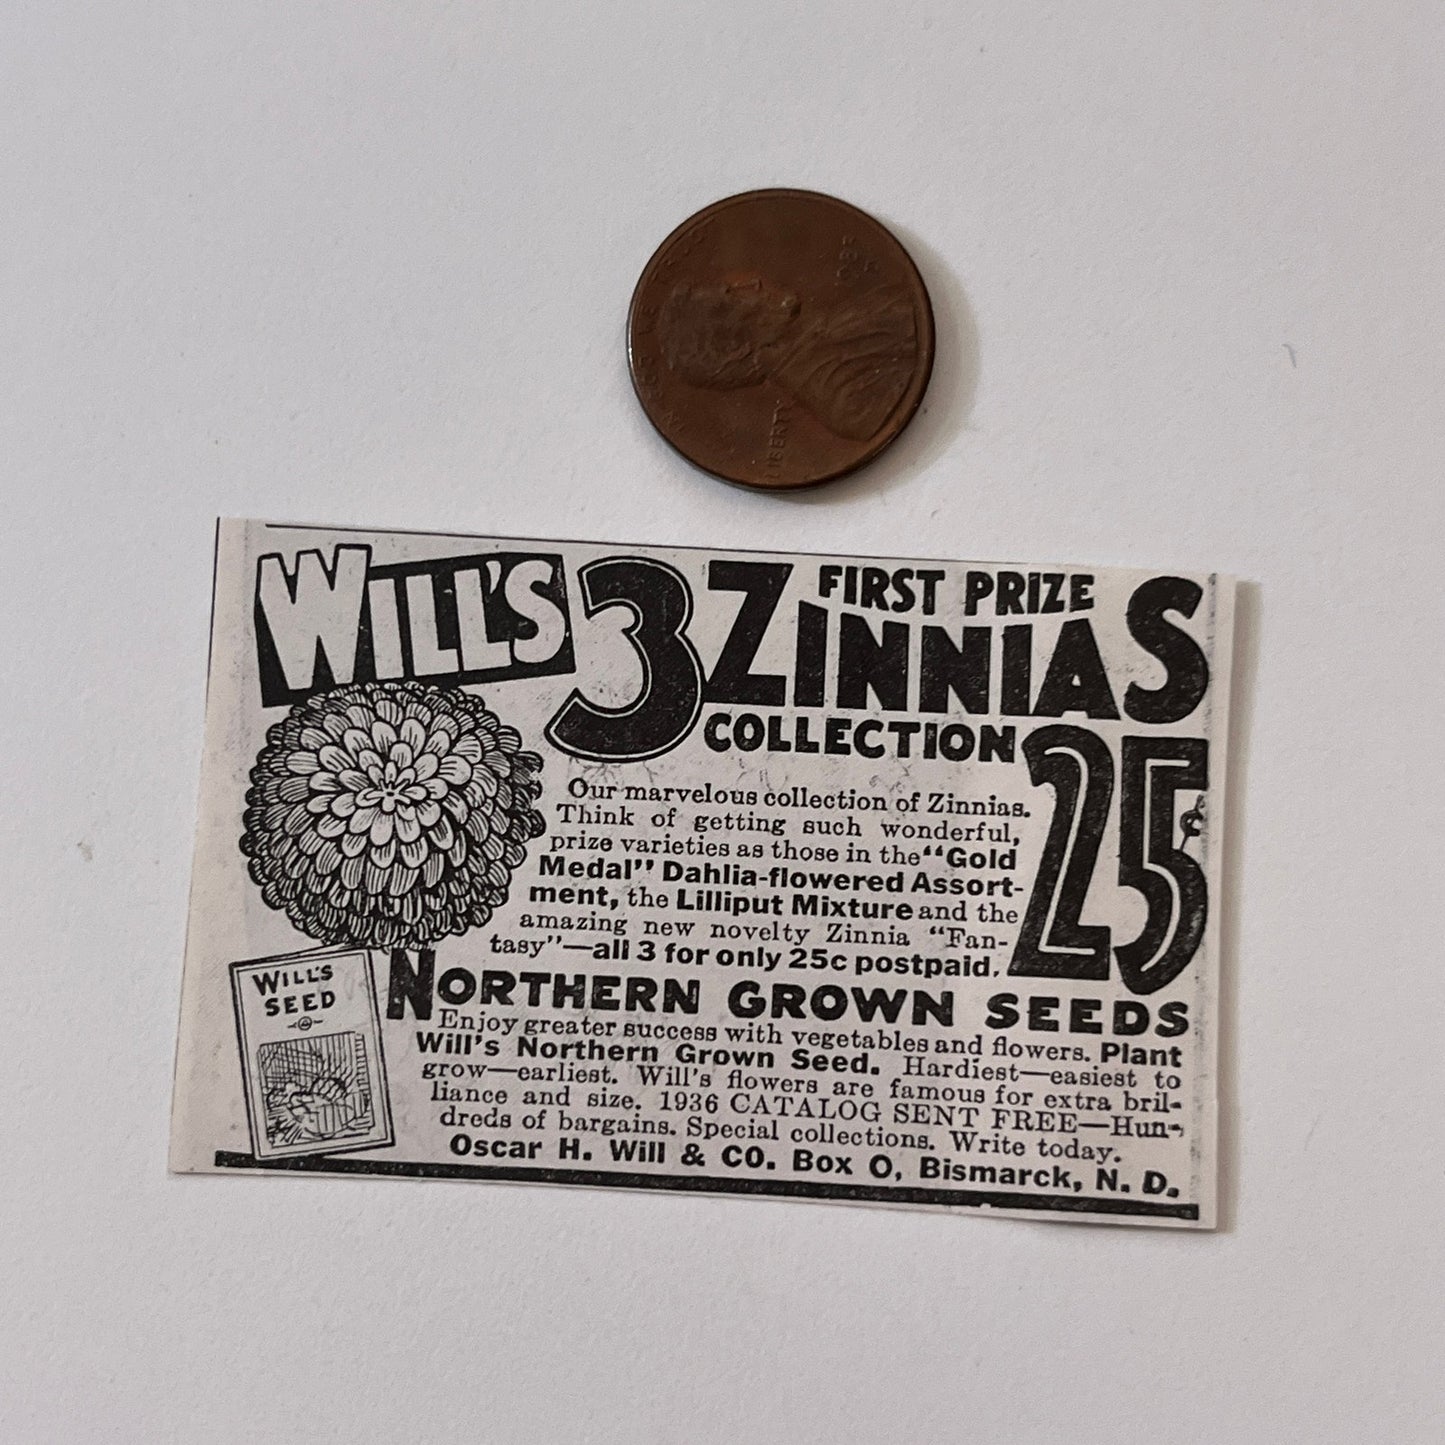 LIBERTY
WILL'S 3 FIRST PRIZE
ZINNIAS
COLLECTION 25¢
Our marvelous collection of Zinnias.
Think of getting such wonderful,
prize varieties as those in the "Gold
Medal" Dahlia-flowered Assort-
ment, the Lilliput Mixture and the
amazing new novelty Zinnia "Fan-
tasy"—all 3 for only 25c postpaid.
WILL'S
SEED
NORTHERN GROWN SEEDS
Enjoy greater success with vegetables and flowers. Plant
Will's Northern Grown Seed. Hardiest—easiest to
grow—earliest. Will's flowers are famous for extra bril-
liance and size. 1936 CATALOG SENT FREE—Hun-
dreds of bargains. Special collections. Write today.
Oscar H. Will & CO. Box O, Bismarck, N. D.